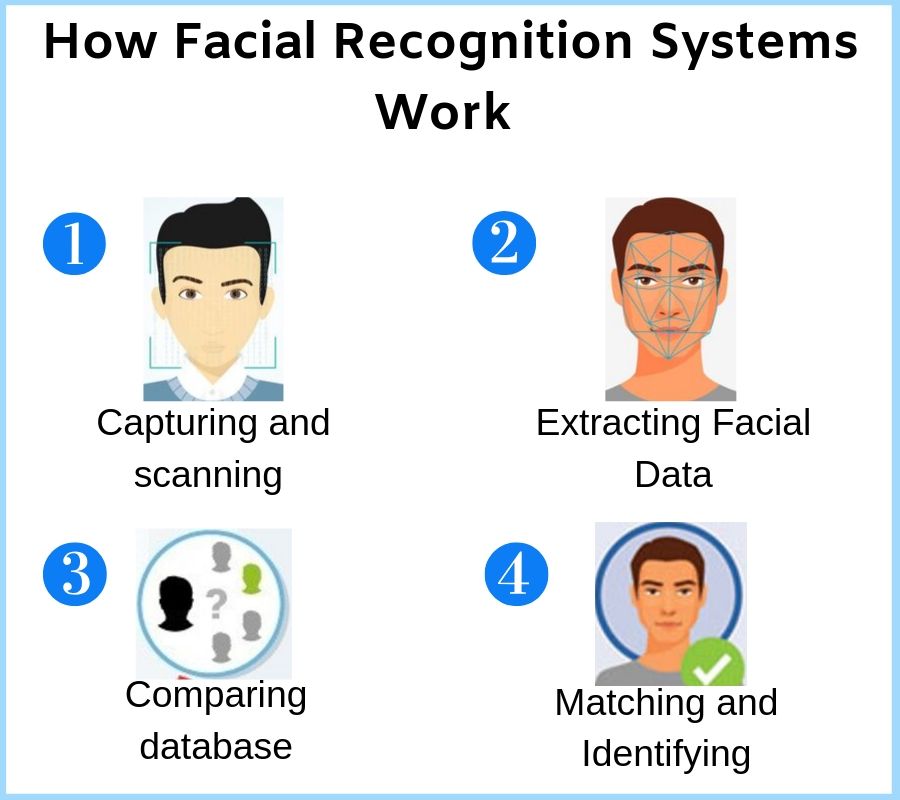 How Facial Recognition Systems
Work
1
Capturing and
scanning
2
Extracting Facial
Data
3
?
Comparing
database
4
Matching and
Identifying